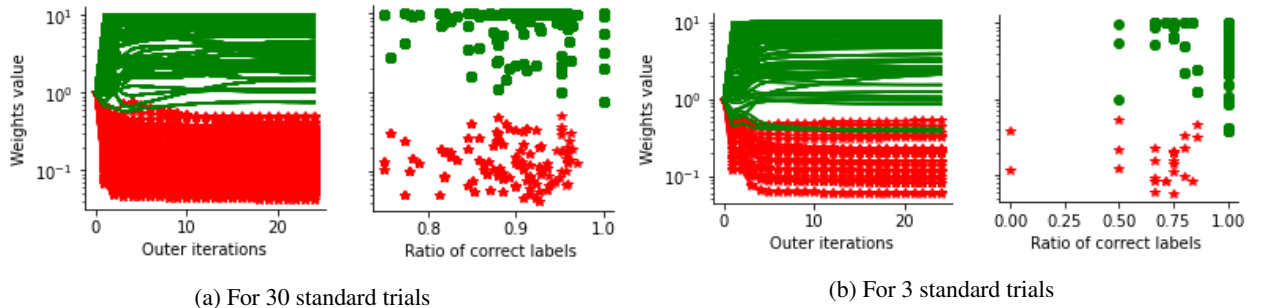 Weights value
10¹
10⁰
10⁻¹
0 10 20
Outer iterations
0.8 0.9 1.0
Ratio of correct labels
(a) For 30 standard trials
Weights value
10¹
10⁰
10⁻¹
0 10 20
Outer iterations
0.00 0.25 0.50 0.75 1.00
Ratio of correct labels
(b) For 3 standard trials